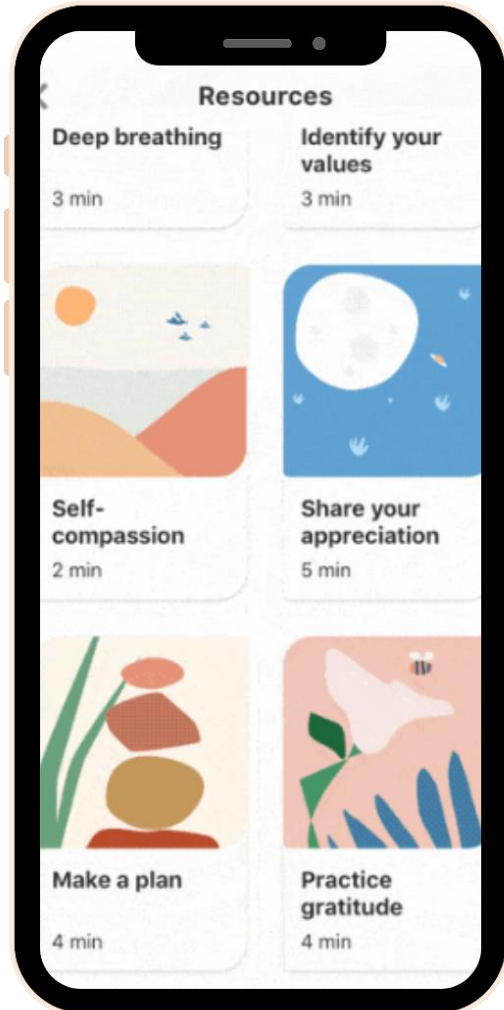 Resources
Deep breathing
3 min
Identify your
values
3 min
Self-
compassion
2 min
Share your
appreciation
5 min
Make a plan
4 min
Practice
gratitude
4 min